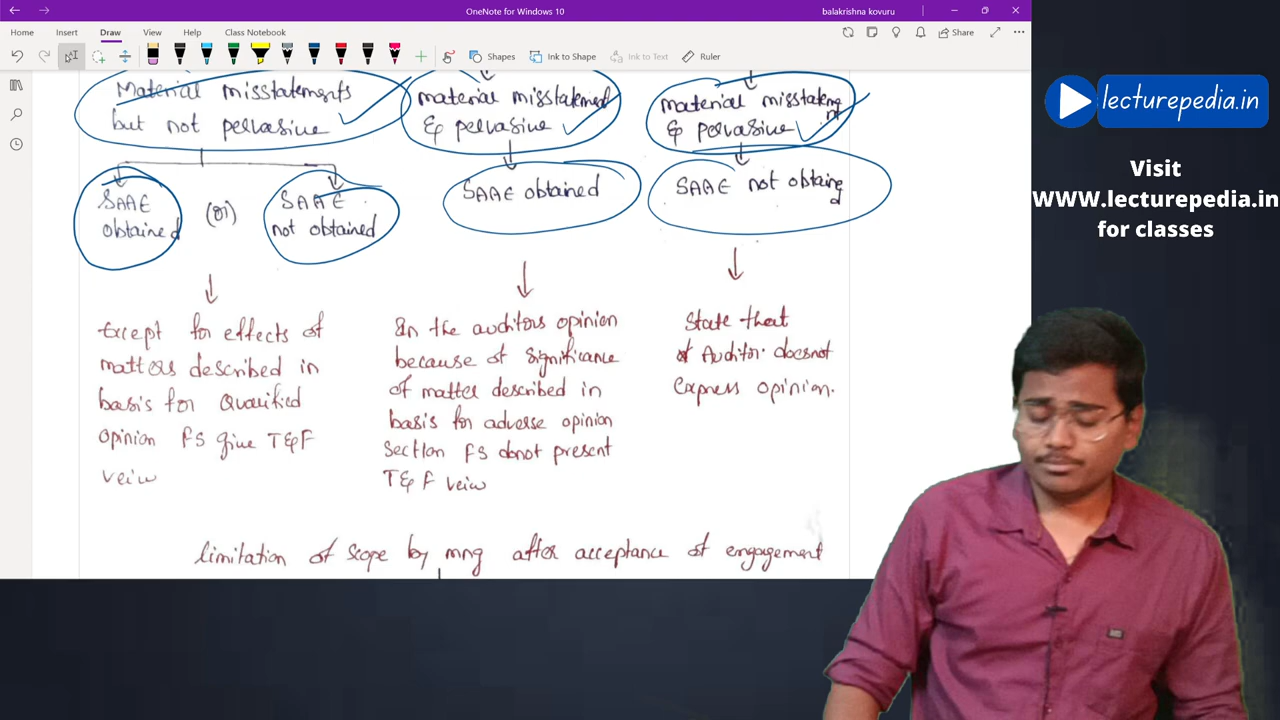 OneNote for Windows 10
balakrishna kovuru
Home Insert Draw View Help Class Notebook
Share
Shapes Ink to Shape Ink to Text Math Ruler
Material misstatements
but not pervasive
material misstatement
& pervasive
material misstateng
& pervasive
SAAE
obtained
(or)
SAAE
not obtained
SAAE obtained
SAAE not obtaing
d
Except for effects of
matters described in
basis for Qualified
opinion FS give T&F
veiw
In the auditors opinion
because of significance
of matter described in
basis for adverse opinion
section FS donot present
T&F veiw
State that
Auditor doesnot
express opinion.
limitation of scope by mng after acceptance of engagement
lecturepedia.in
Visit
WWW.lecturepedia.in
for classes